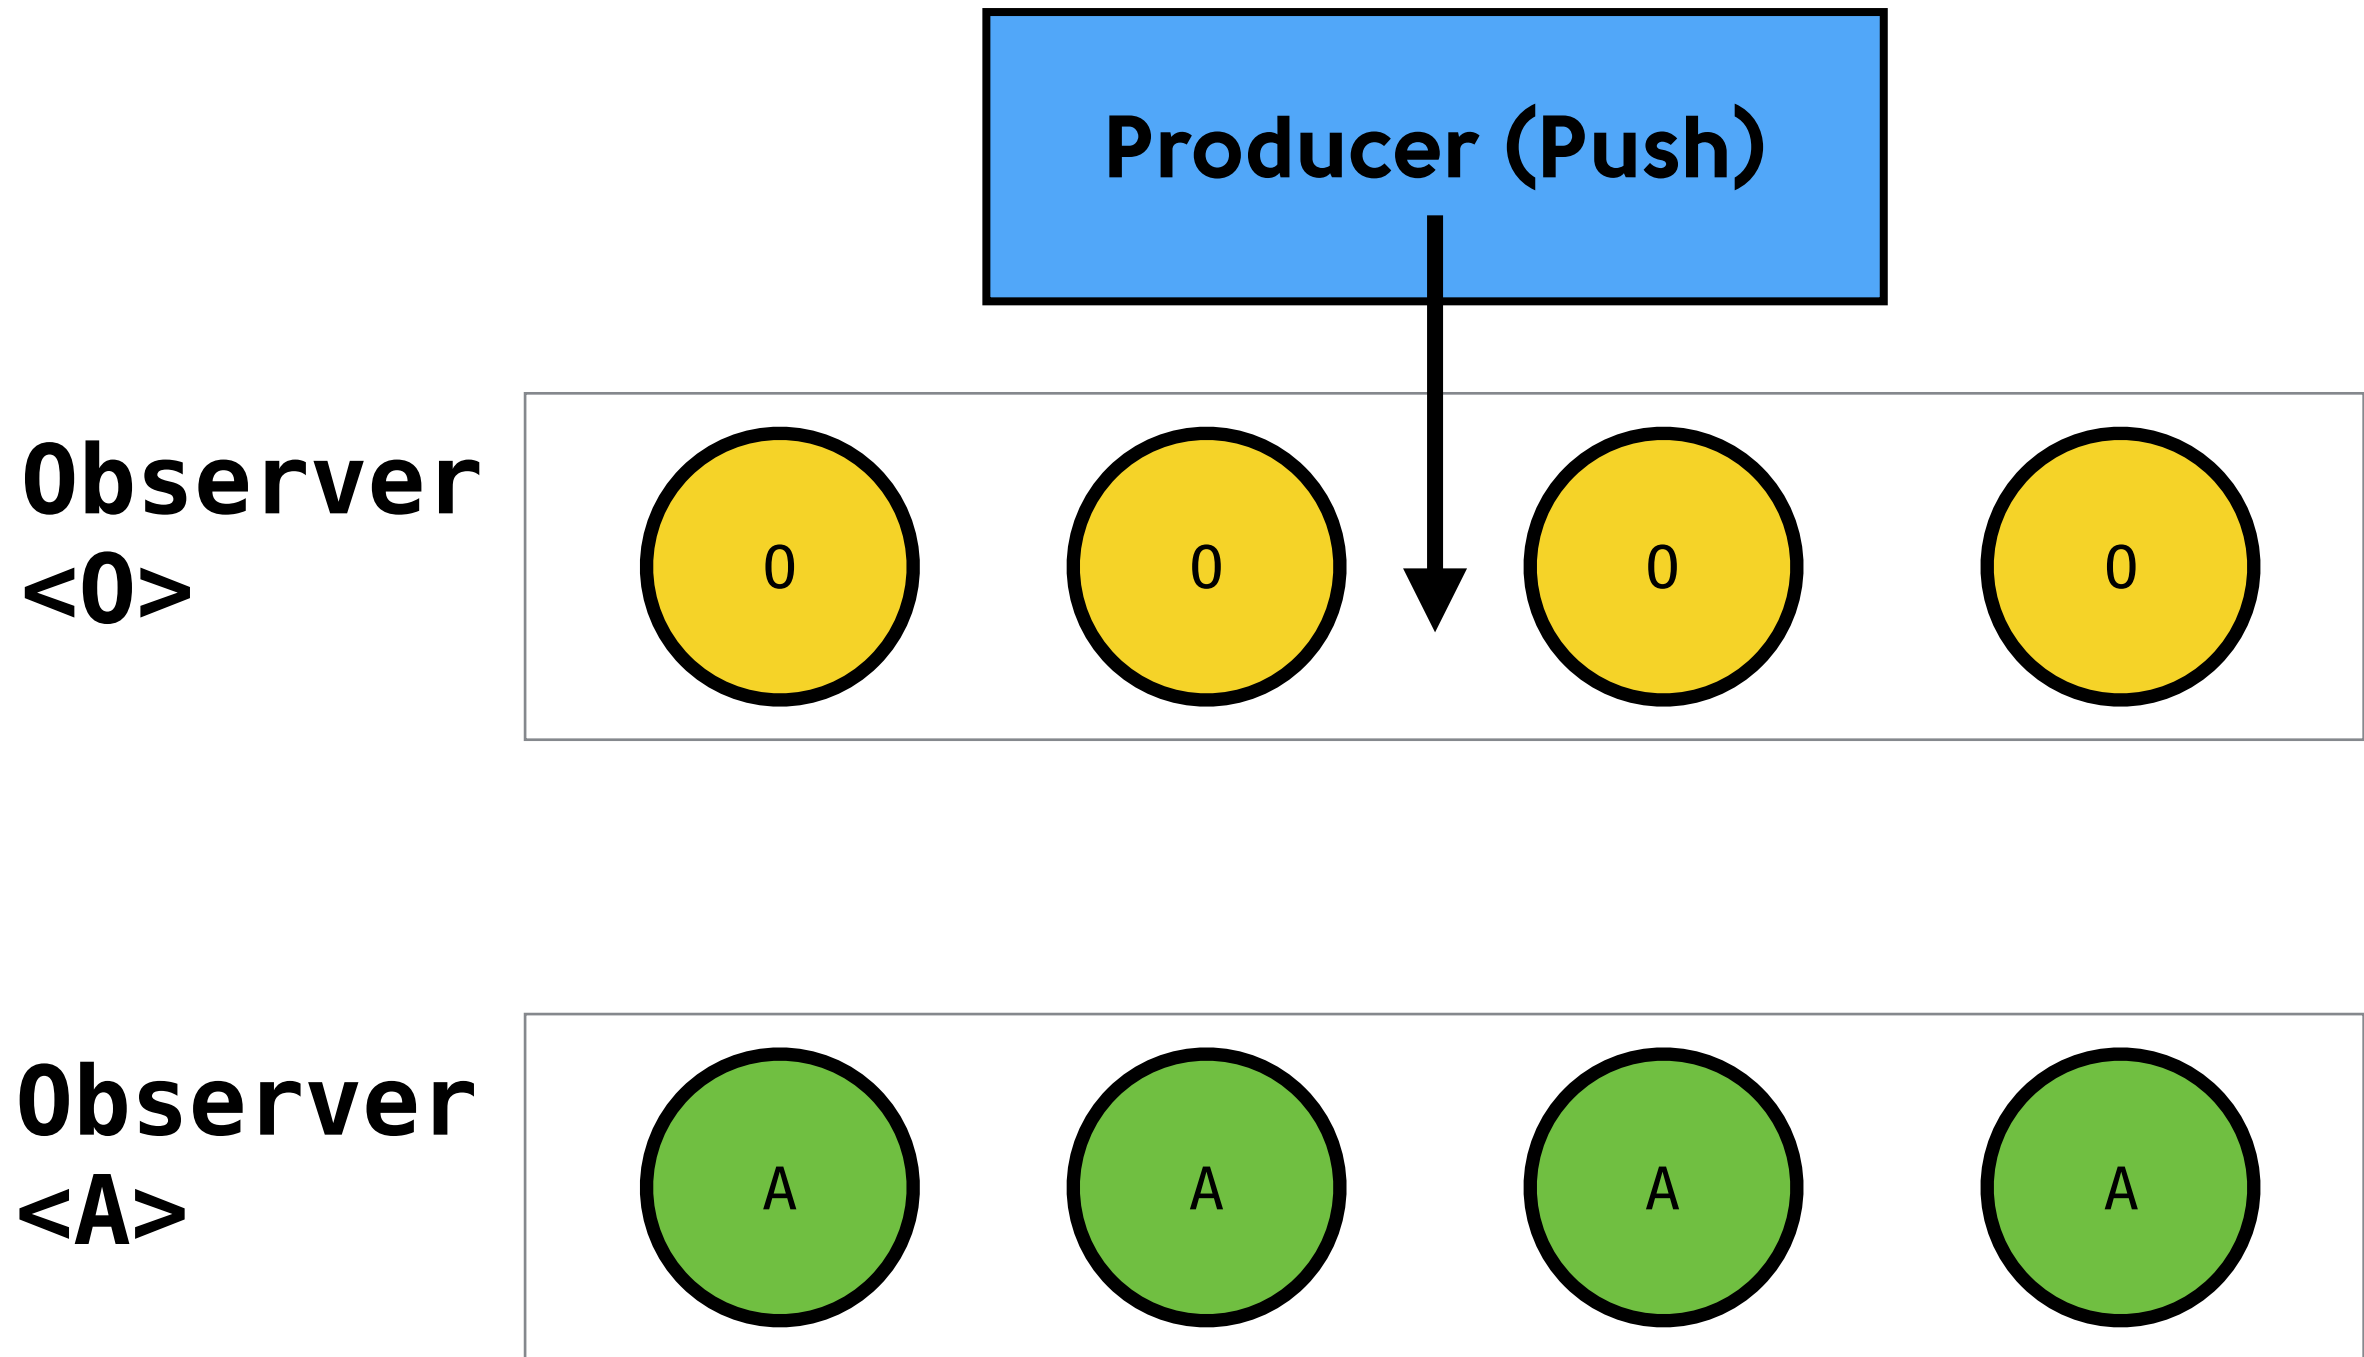 Producer (Push)
Observer
<O>
O O O O
Observer
<A>
A A A A